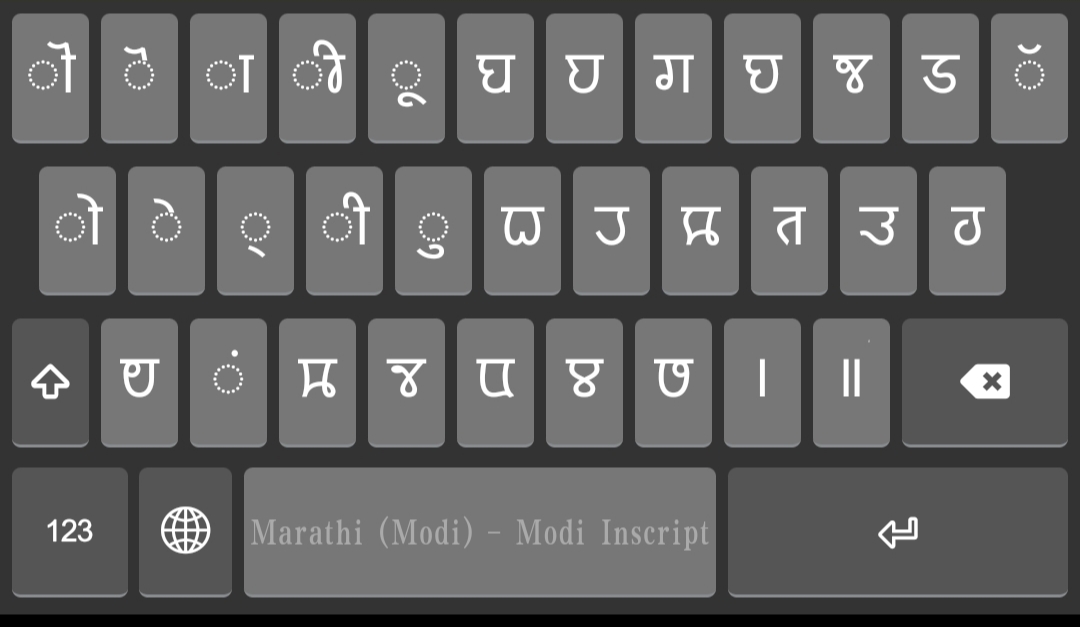 𑘼 𑘺 𑘰 𑘲 𑘴 𑘤 𑘮 𑘐 𑘟 𑘕 𑘚 𑙀
𑘻 𑘹 𑘿 𑘱 𑘳 𑘢 𑘨 𑘎 𑘝 𑘓 𑘘
𑘽 𑘦 𑘡 𑘪 𑘩 𑘭 𑙁 𑙂
123 Marathi (Modi) - Modi Inscript